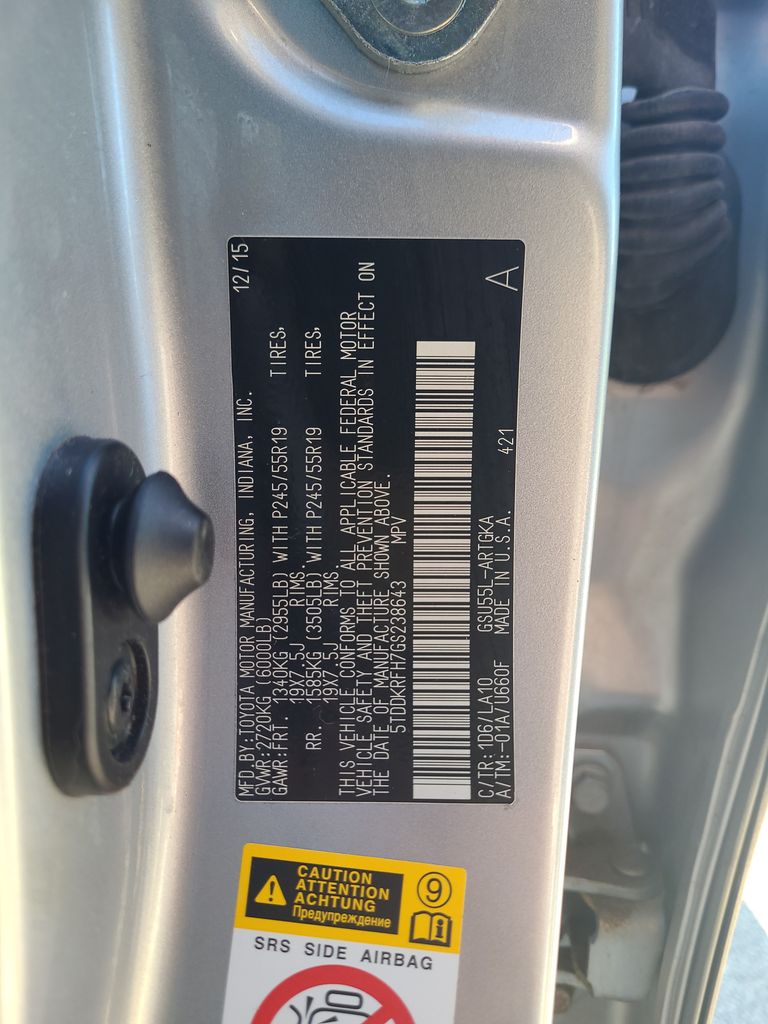 MFD.BY:TOYOTA MOTOR MANUFACTURING, INDIANA, INC. 12/15
GVWR:2720KG (6000LB)
GAWR:FRT. 1340KG (2955LB) WITH P245/55R19 TIRES,
19X7.5J RIMS.
RR. 1585KG (3505LB) WITH P245/55R19 TIRES,
19X7.5J RIMS.
THIS VEHICLE CONFORMS TO ALL APPLICABLE FEDERAL MOTOR
VEHICLE SAFETY AND THEFT PREVENTION STANDARDS IN EFFECT ON
THE DATE OF MANUFACTURE SHOWN ABOVE.
5TDDKRFH7GS238643 MPV
C/TR:1D6/LA10 GSU55L-ARTGKA 421 A
A/TM:-01A/U660F MADE IN U.S.A.
CAUTION
ATTENTION
ACHTUNG
Предупреждение
9
i
SRS SIDE AIRBAG